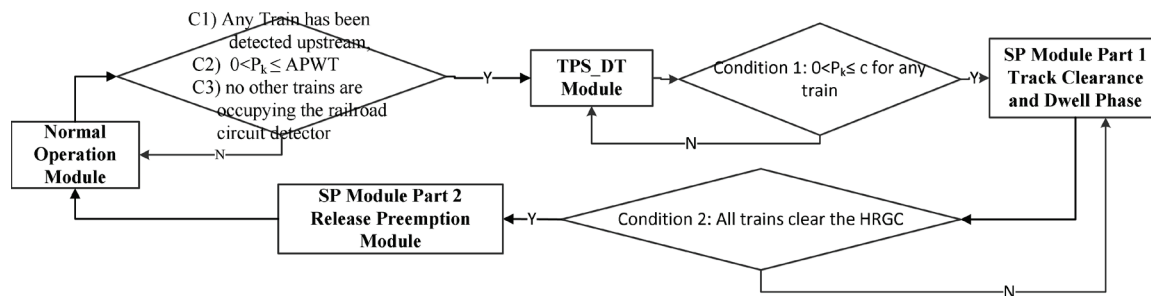 C1) Any Train has been
detected upstream,
C2) 0<Pk≤ APWT
C3) no other trains are
occupying the railroad
circuit detector
Y
N
Normal
Operation
Module
TPS_DT
Module
Condition 1: 0<Pk≤ c for any
train
Y
N
SP Module Part 1
Track Clearance
and Dwell Phase
Condition 2: All trains clear the HRGC
Y
N
SP Module Part 2
Release Preemption
Module